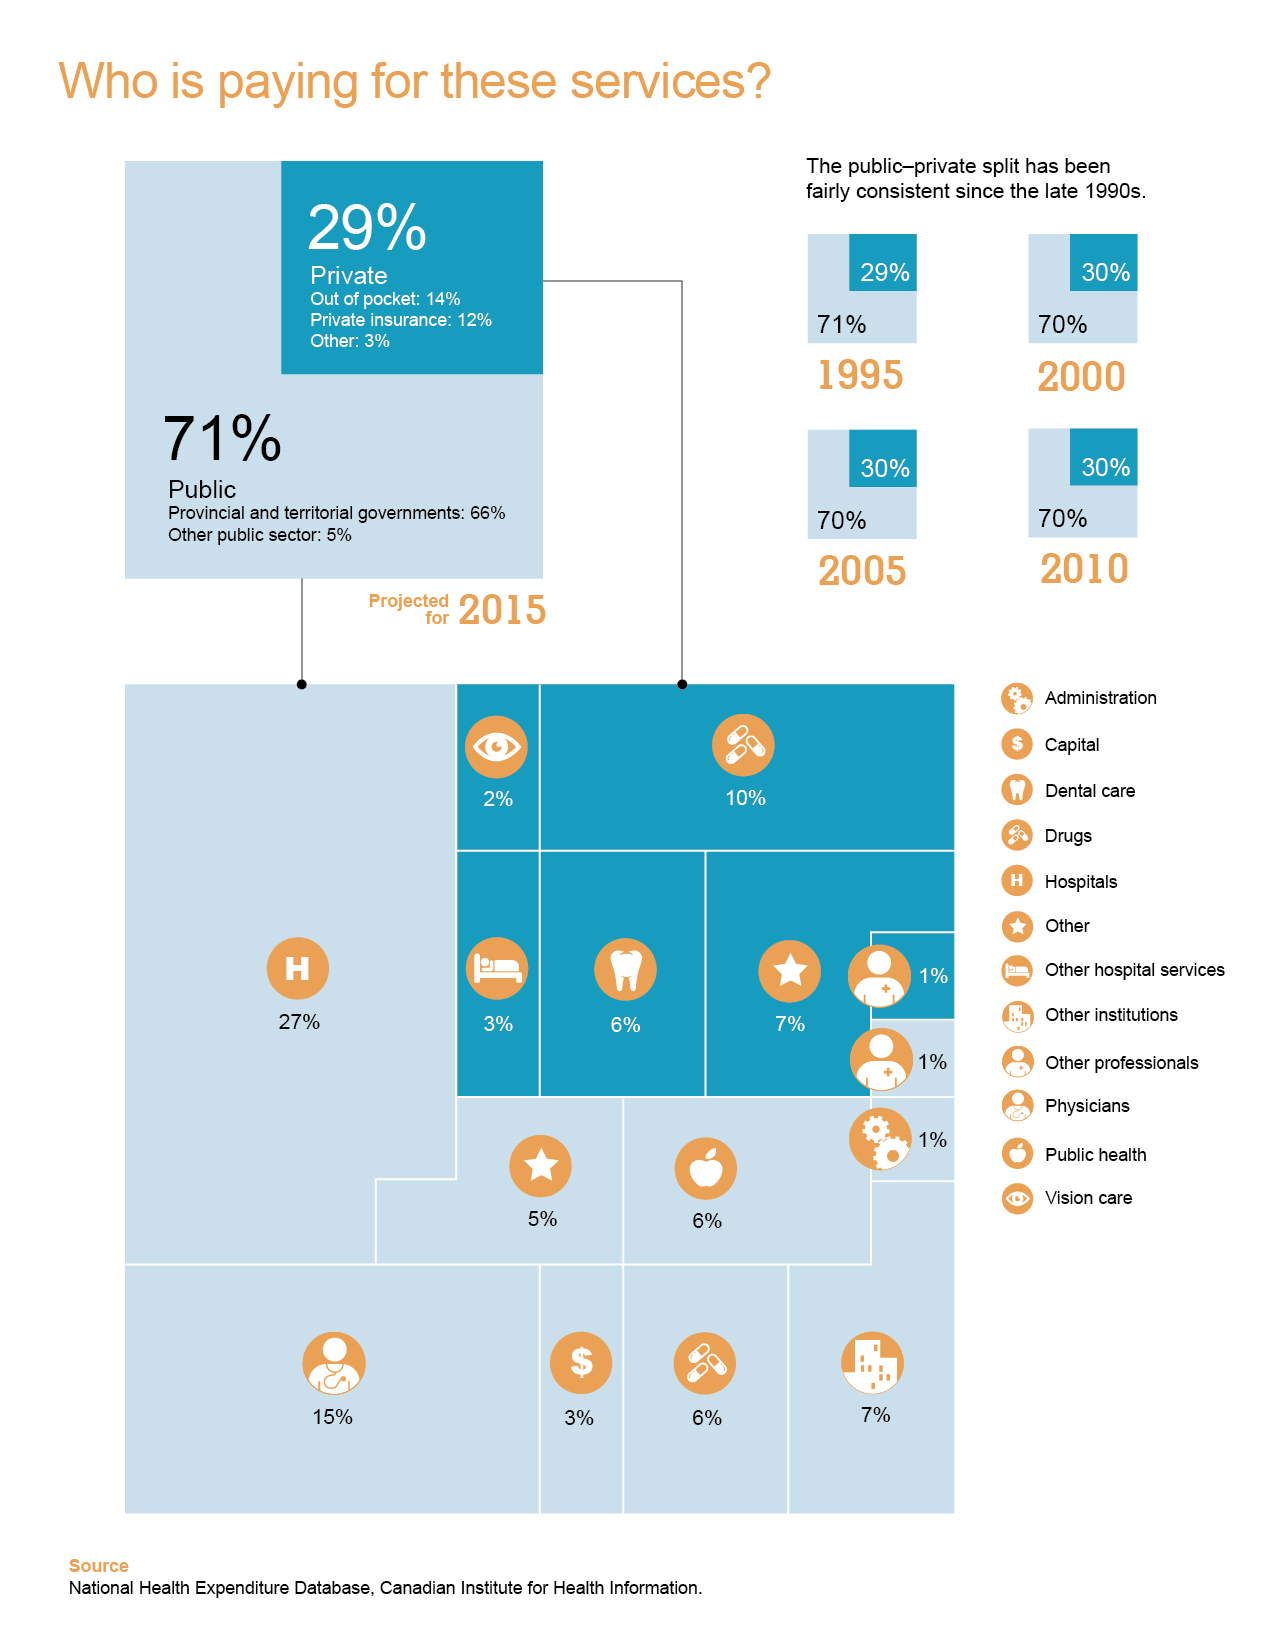 Who is paying for these services?
29%
Private
Out of pocket: 14%
Private insurance: 12%
Other: 3%
71%
Public
Provincial and territorial governments: 66%
Other public sector: 5%
Projected
for 2015
The public–private split has been
fairly consistent since the late 1990s.
29%
71%
1995
30%
70%
2000
30%
70%
2005
30%
70%
2010
2%
10%
H
27%
3%
6%
7%
1%
1%
1%
5%
6%
15%
$
3%
6%
7%
Administration
$ Capital
Dental care
Drugs
H Hospitals
Other
Other hospital services
Other institutions
Other professionals
Physicians
Public health
Vision care
Source
National Health Expenditure Database, Canadian Institute for Health Information.